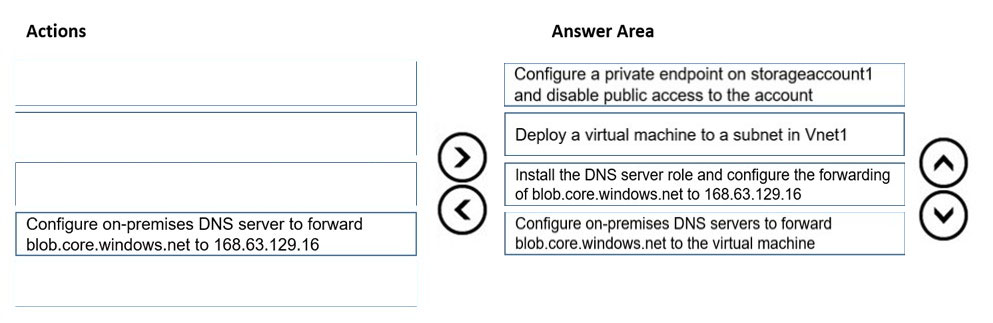 Actions
Answer Area
Configure a private endpoint on storageaccount1
and disable public access to the account
Deploy a virtual machine to a subnet in Vnet1
Install the DNS server role and configure the forwarding
of blob.core.windows.net to 168.63.129.16
Configure on-premises DNS server to forward
blob.core.windows.net to 168.63.129.16
Configure on-premises DNS servers to forward
blob.core.windows.net to the virtual machine